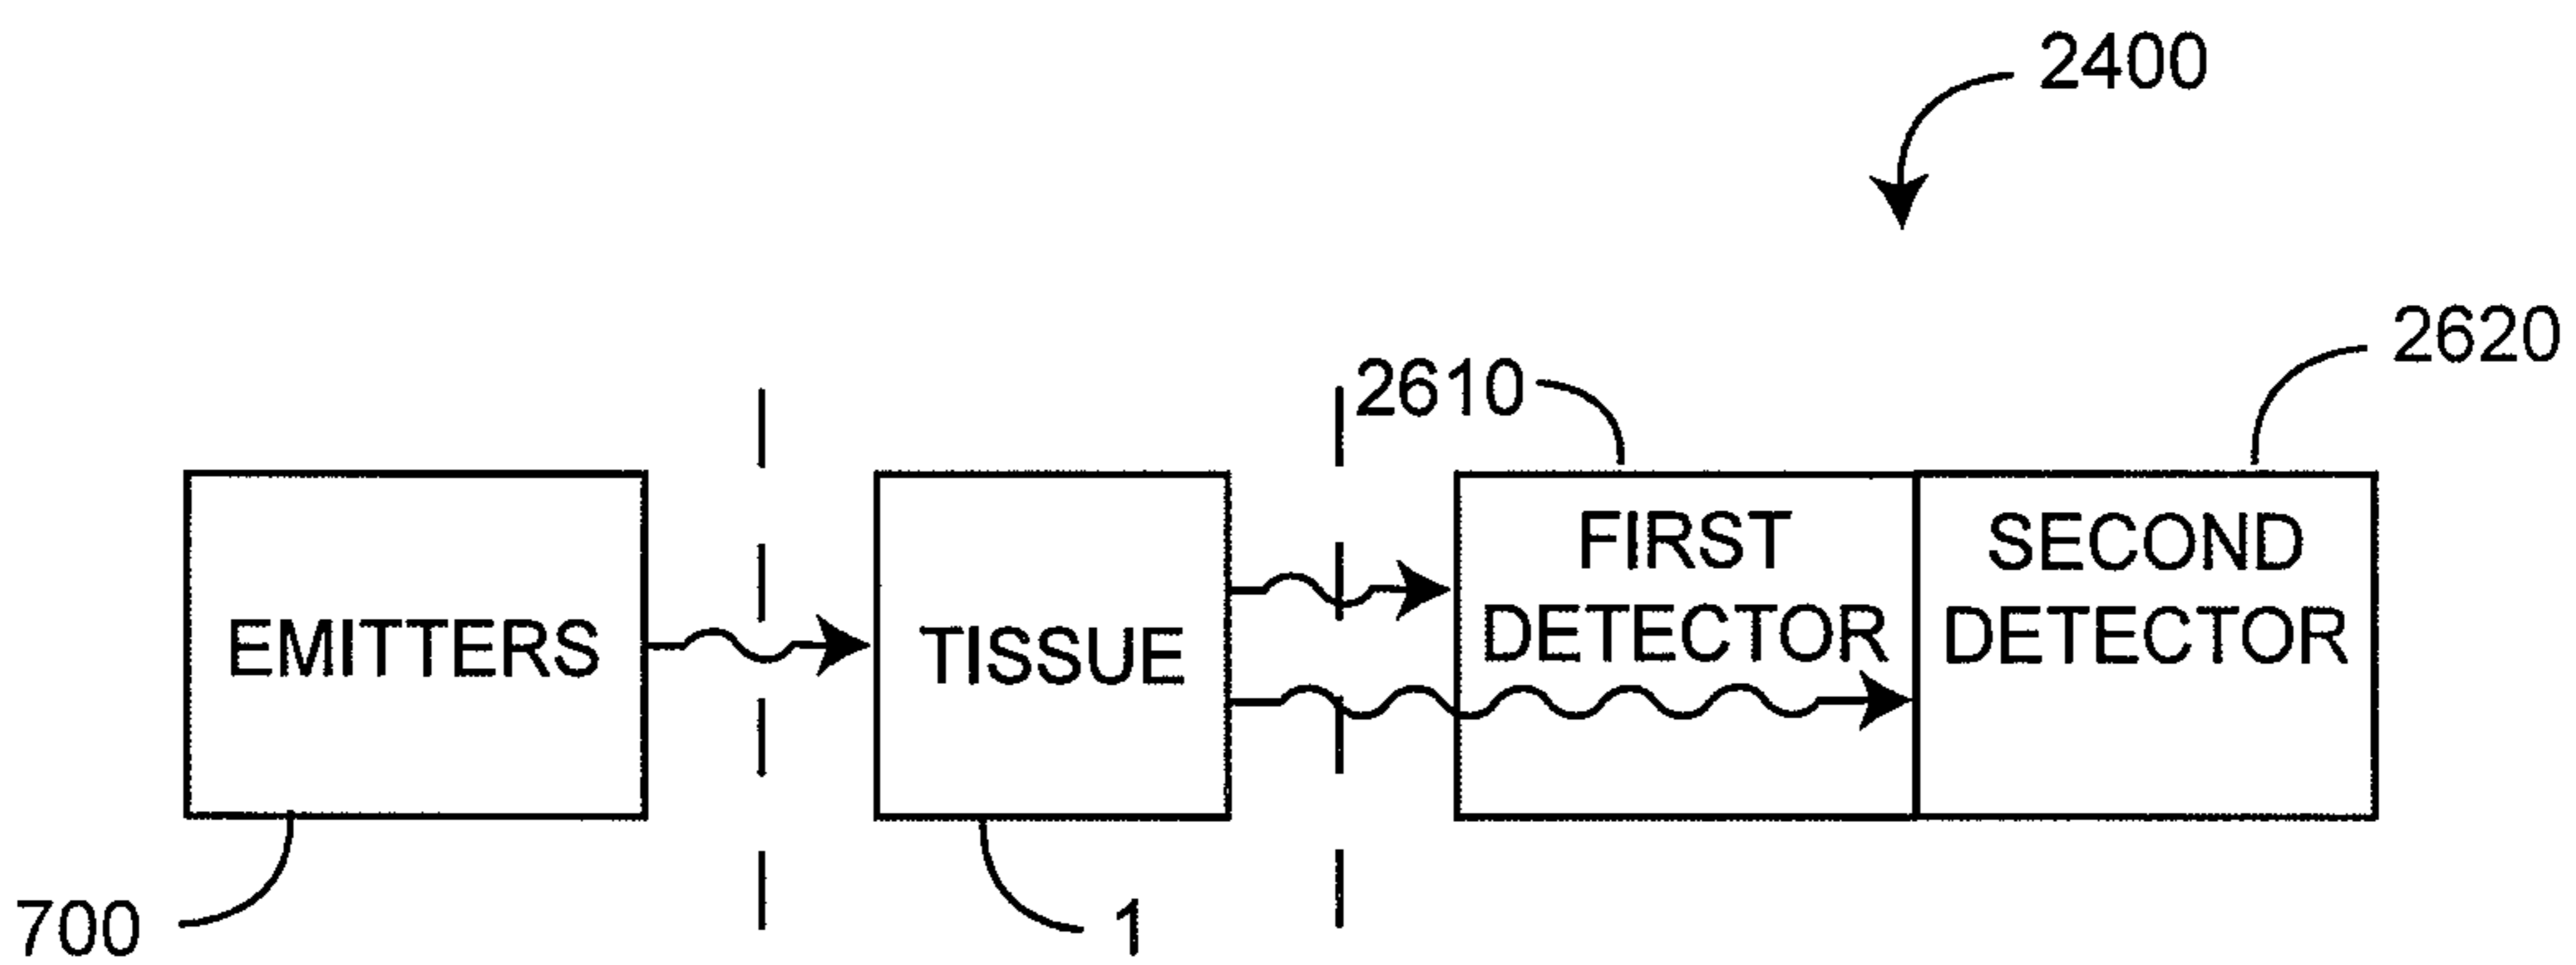 2400
2620
2610
FIRST
DETECTOR
SECOND
DETECTOR
EMITTERS
TISSUE
700
1